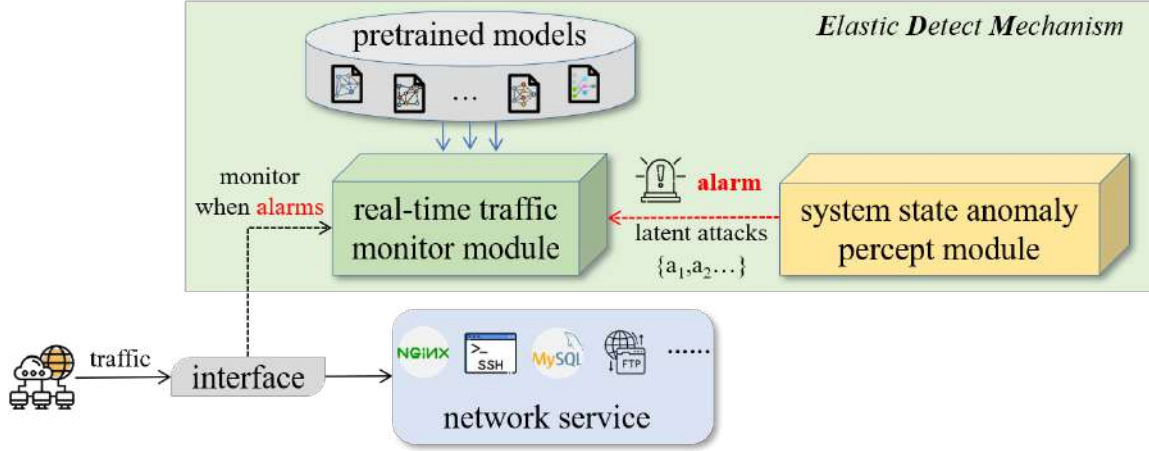 pretrained models
Elastic Detect Mechanism
...
monitor
when alarms
real-time traffic
monitor module
alarm
latent attacks
{a₁,a₂...}
system state anomaly
percept module
traffic
interface
NGiNX
>_
SSH
MySQL
FTP
......
network service